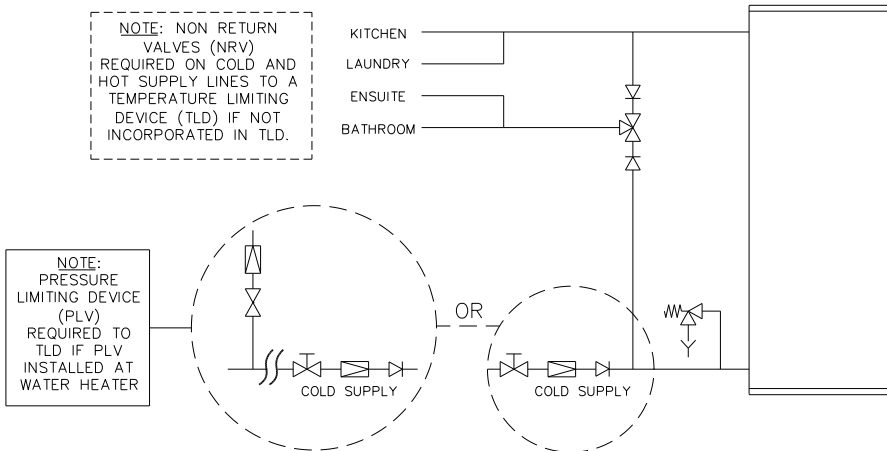 NOTE: NON RETURN
VALVES (NRV)
REQUIRED ON COLD AND
HOT SUPPLY LINES TO A
TEMPERATURE LIMITING
DEVICE (TLD) IF NOT
INCORPORATED IN TLD.
KITCHEN
LAUNDRY
ENSUITE
BATHROOM
NOTE:
PRESSURE
LIMITING DEVICE
(PLV)
REQUIRED TO
TLD IF PLV
INSTALLED AT
WATER HEATER
OR
COLD SUPPLY
COLD SUPPLY